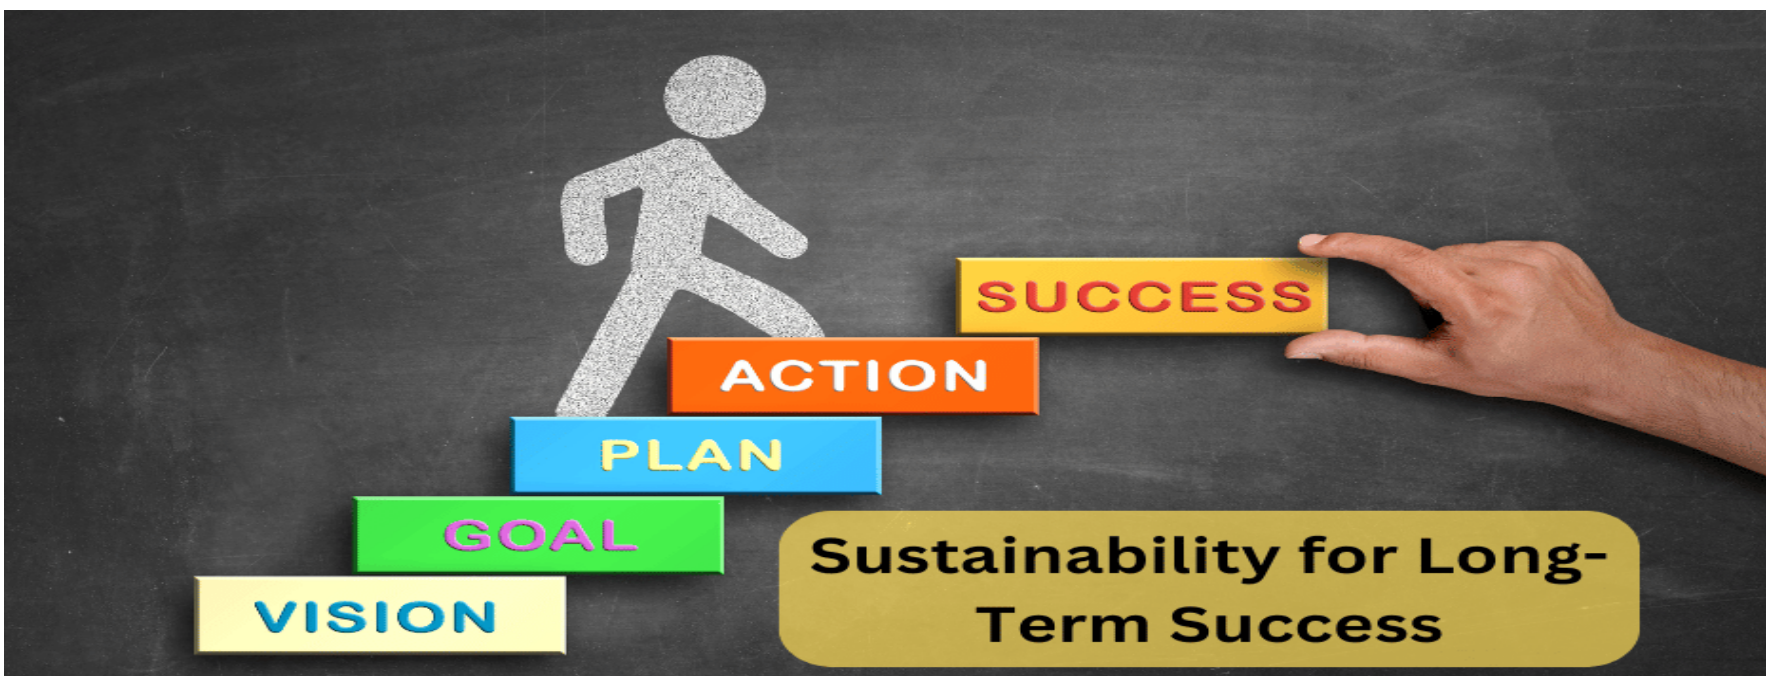 SUCCESS
ACTION
PLAN
GOAL
VISION
Sustainability for Long-
Term Success